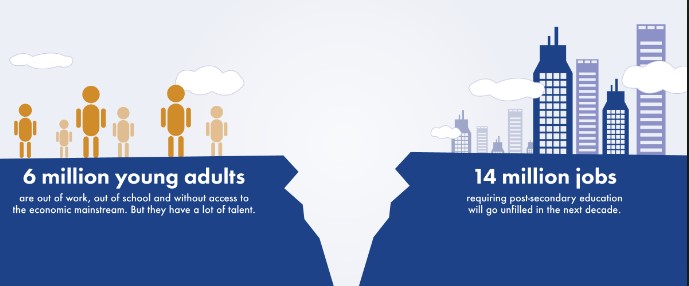 6 million young adults
are out of work, out of school and without access to
the economic mainstream. But they have a lot of talent.
14 million jobs
requiring post-secondary education
will go unfilled in the next decade.